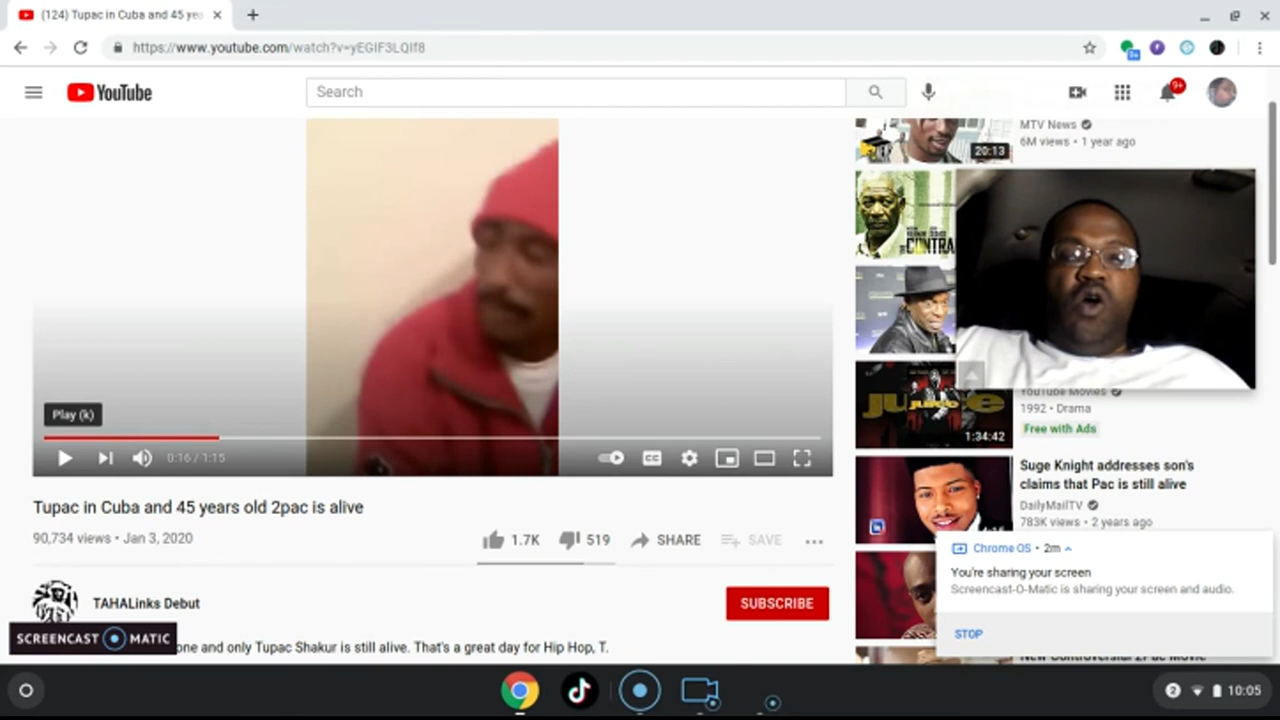 (124) Tupac in Cuba and 45 yea
https://www.youtube.com/watch?v=yEGIF3LQIf8
YouTube
Search
9+
MTV News
6M views • 1 year ago
20:13
CONTRA
JUICE
YouTube Movies
1992 • Drama
Free with Ads
1:34:42
Play (k)
0:16 / 1:15
CC
Tupac in Cuba and 45 years old 2pac is alive
90,734 views • Jan 3, 2020
1.7K
519
SHARE
SAVE
Suge Knight addresses son's
claims that Pac is still alive
DailyMailTV
783K views • 2 years ago
TAHALinks Debut
SUBSCRIBE
SCREENCAST MATIC
one and only Tupac Shakur is still alive. That's a great day for Hip Hop, T.
Chrome OS • 2m
You're sharing your screen
Screencast-O-Matic is sharing your screen and audio.
STOP
New Controversial 2Pac Movie
2
10:05